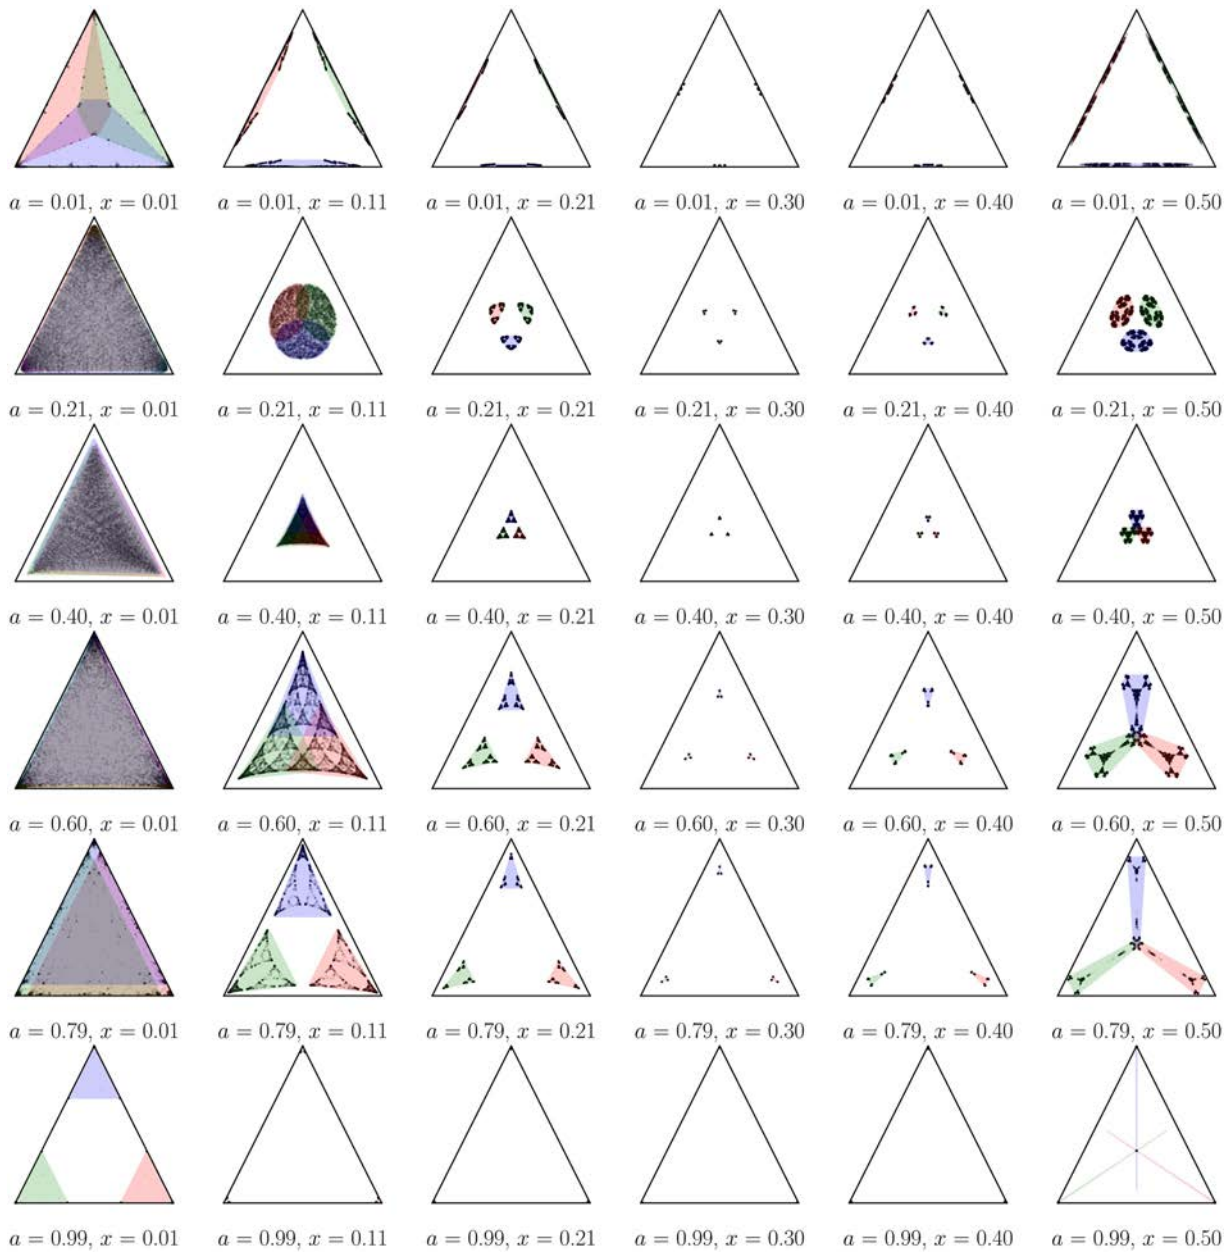 a = 0.01, x = 0.01 a = 0.01, x = 0.11 a = 0.01, x = 0.21 a = 0.01, x = 0.30 a = 0.01, x = 0.40 a = 0.01, x = 0.50
a = 0.21, x = 0.01 a = 0.21, x = 0.11 a = 0.21, x = 0.21 a = 0.21, x = 0.30 a = 0.21, x = 0.40 a = 0.21, x = 0.50
a = 0.40, x = 0.01 a = 0.40, x = 0.11 a = 0.40, x = 0.21 a = 0.40, x = 0.30 a = 0.40, x = 0.40 a = 0.40, x = 0.50
a = 0.60, x = 0.01 a = 0.60, x = 0.11 a = 0.60, x = 0.21 a = 0.60, x = 0.30 a = 0.60, x = 0.40 a = 0.60, x = 0.50
a = 0.79, x = 0.01 a = 0.79, x = 0.11 a = 0.79, x = 0.21 a = 0.79, x = 0.30 a = 0.79, x = 0.40 a = 0.79, x = 0.50
a = 0.99, x = 0.01 a = 0.99, x = 0.11 a = 0.99, x = 0.21 a = 0.99, x = 0.30 a = 0.99, x = 0.40 a = 0.99, x = 0.50